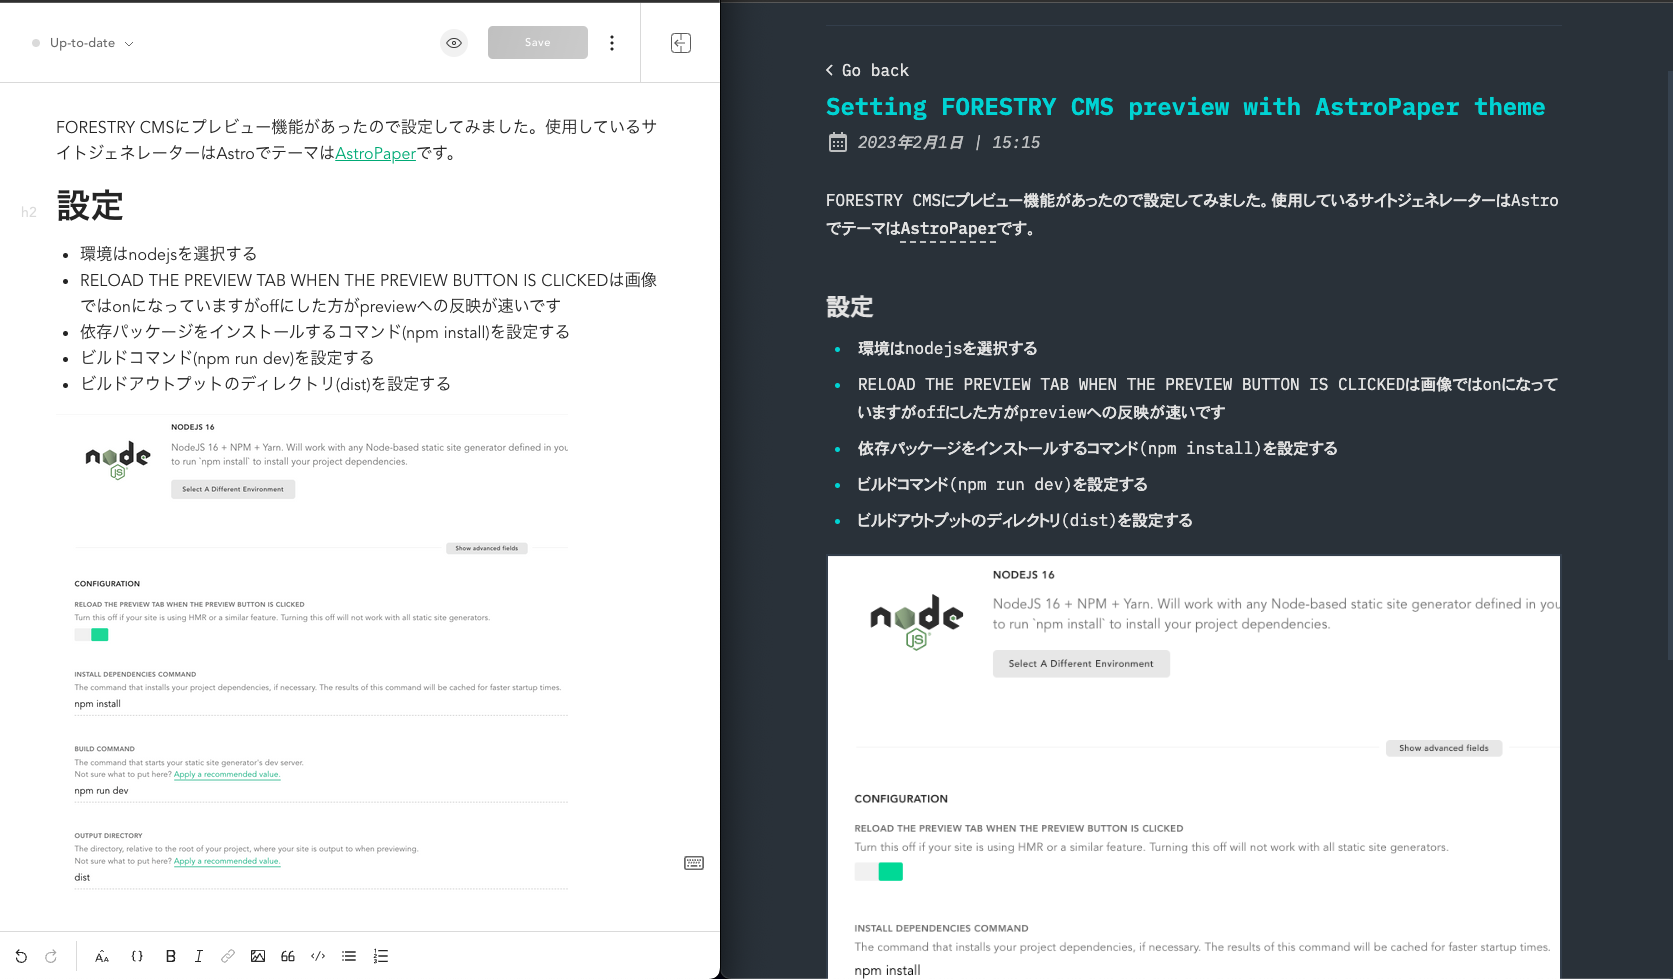 Up-to-date
Save
FORESTRY CMSにプレビュー機能があったので設定してみました。使用しているサ
イトジェネレーターはAstroでテーマはAstroPaperです。
h2
設定
環境はnodejsを選択する
RELOAD THE PREVIEW TAB WHEN THE PREVIEW BUTTON IS CLICKEDは画像
ではonになっていますがoffにした方がpreviewへの反映が速いです
依存パッケージをインストールするコマンド(npm install)を設定する
ビルドコマンド(npm run dev)を設定する
ビルドアウトプットのディレクトリ(dist)を設定する
NODEJS 16
node
JS
NodeJS 16 + NPM + Yarn. Will work with any Node-based static site generator defined in you
to run `npm install` to install your project dependencies.
Select A Different Environment
Show advanced fields
CONFIGURATION
RELOAD THE PREVIEW TAB WHEN THE PREVIEW BUTTON IS CLICKED
Turn this off if your site is using HMR or a similar feature. Turning this off will not work with all static site generators.
INSTALL DEPENDENCIES COMMAND
The command that installs your project dependencies, if necessary. The results of this command will be cached for faster startup times.
npm install
BUILD COMMAND
The command that starts your static site generator's dev server.
Not sure what to put here? Apply a recommended value.
npm run dev
OUTPUT DIRECTORY
The directory, relative to the root of your project, where your site is output to when previewing.
Not sure what to put here? Apply a recommended value.
dist
Go back
Setting FORESTRY CMS preview with AstroPaper theme
2023年2月1日 | 15:15
FORESTRY CMSにプレビュー機能があったので設定してみました。使用しているサイトジェネレーターはAstro
でテーマはAstroPaperです。
設定
環境はnodejsを選択する
RELOAD THE PREVIEW TAB WHEN THE PREVIEW BUTTON IS CLICKEDは画像ではonになって
いますがoffにした方がpreviewへの反映が速いです
依存パッケージをインストールするコマンド(npm install)を設定する
ビルドコマンド(npm run dev)を設定する
ビルドアウトプットのディレクトリ(dist)を設定する
NODEJS 16
node
JS
NodeJS 16 + NPM + Yarn. Will work with any Node-based static site generator defined in you
to run `npm install` to install your project dependencies.
Select A Different Environment
Show advanced fields
CONFIGURATION
RELOAD THE PREVIEW TAB WHEN THE PREVIEW BUTTON IS CLICKED
Turn this off if your site is using HMR or a similar feature. Turning this off will not work with all static site generators.
INSTALL DEPENDENCIES COMMAND
The command that installs your project dependencies, if necessary. The results of this command will be cached for faster startup times.
npm install